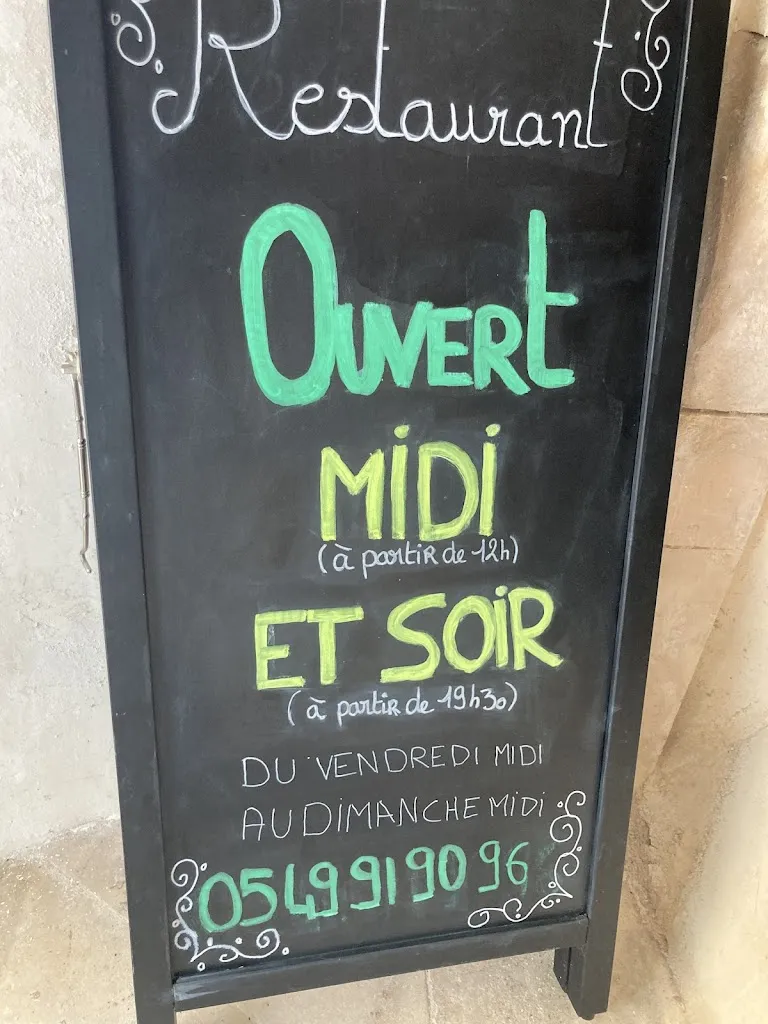 Restaurant
OUVERt
MiDi
(à partiR de 12h)
ET SOiR
(à partiR de 19h30)
DU VENDREDI MIDI
AU DIMANCHE MIDI
05 49 91 90 96